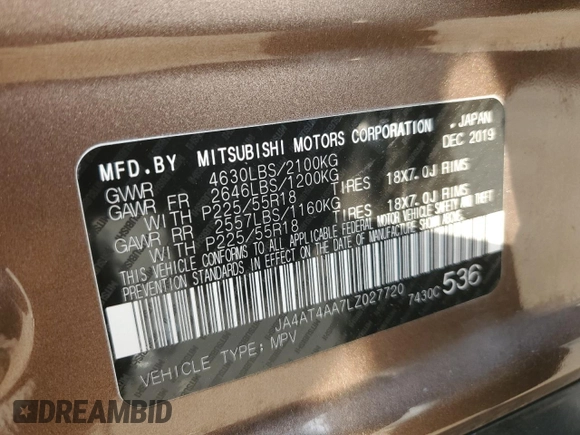 MFD.BY MITSUBISHI MOTORS CORPORATION JAPAN
DEC 2019
GVWR 4630LBS/2100KG
GAWR FR 2646LBS/1200KG
WITH P225/55R18 TIRES 18X7.0J RIMS
GAWR RR 2557LBS/1160KG
WITH P225/55R18 TIRES 18X7.0J RIMS
THIS VEHICLE CONFORMS TO ALL APPLICABLE FEDERAL MOTOR VEHICLE SAFETY AND THEFT
PREVENTION STANDARDS IN EFFECT ON THE DATE OF MANUFACTURE SHOWN ABOVE.
JA4AT4AA7LZ027720 7430C 536
VEHICLE TYPE: MPV
DREAMBID